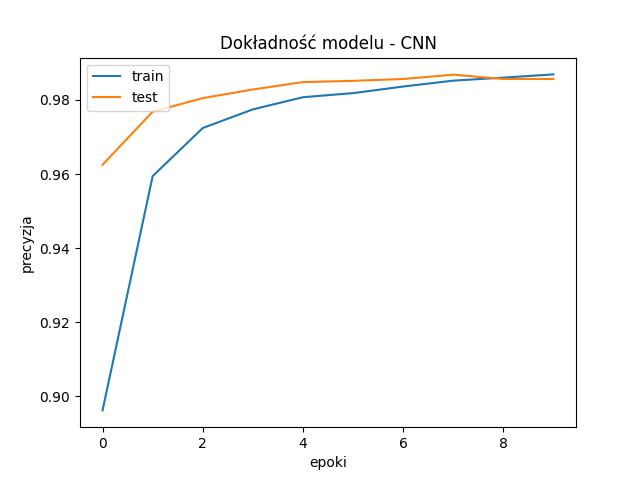 Dokładność modelu - CNN
train
test
precyzja
0.98
0.96
0.94
0.92
0.90
0
2
4
6
8
epoki